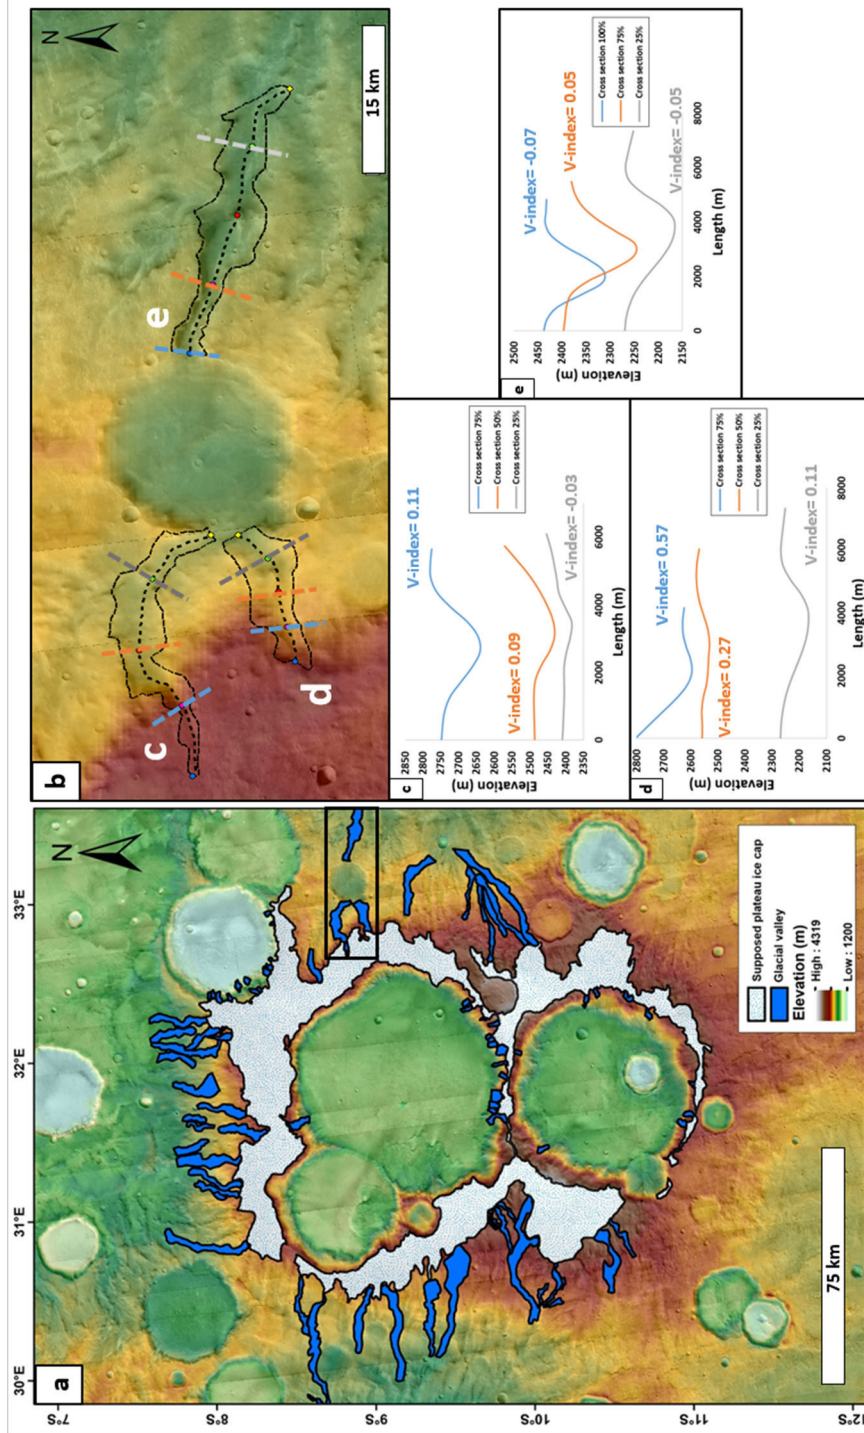 a
30°E
31°E
32°E
33°E
7°S
8°S
9°S
10°S
11°S
12°S
N
75 km
Supposed plateau ice cap
Glacial valley
Elevation (m)
High : 4319
Low : 1200
b
N
c
d
e
15 km
c
Elevation (m)
2850
2800
2750
2700
2650
2600
2550
2500
2450
2400
2350
0
2000
4000
6000
Length (m)
V-index= 0.11
V-index= 0.09
V-index= -0.03
Cross section 75%
Cross section 50%
Cross section 25%
d
Elevation (m)
2800
2700
2600
2500
2400
2300
2200
2100
0
2000
4000
6000
8000
Length (m)
V-index= 0.57
V-index= 0.27
V-index= 0.11
Cross section 75%
Cross section 50%
Cross section 25%
e
Elevation (m)
2500
2450
2400
2350
2300
2250
2200
2150
0
2000
4000
6000
8000
Length (m)
V-index= -0.07
V-index= 0.05
V-index= -0.05
Cross section 100%
Cross section 75%
Cross section 25%